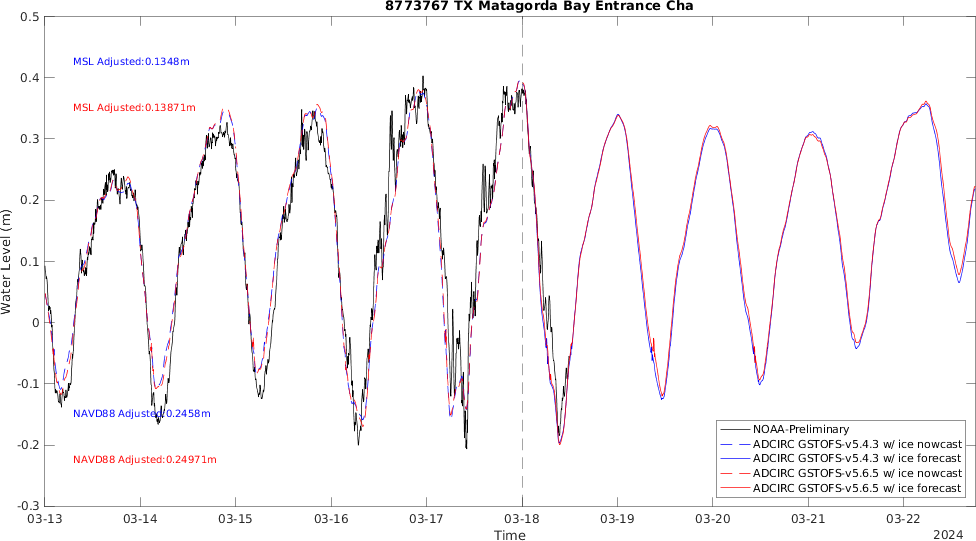 8773767 TX Matagorda Bay Entrance Cha
0.5
0.4
0.3
0.2
0.1
0
-0.1
-0.2
-0.3
Water Level (m)
MSL Adjusted:0.1348m
MSL Adjusted:0.13871m
NAVD88 Adjusted:0.2458m
NAVD88 Adjusted:0.24971m
NOAA-Preliminary
ADCIRC GSTOFS-v5.4.3 w/ ice nowcast
ADCIRC GSTOFS-v5.4.3 w/ ice forecast
ADCIRC GSTOFS-v5.6.5 w/ ice nowcast
ADCIRC GSTOFS-v5.6.5 w/ ice forecast
03-13 03-14 03-15 03-16 03-17 03-18 03-19 03-20 03-21 03-22
Time
2024